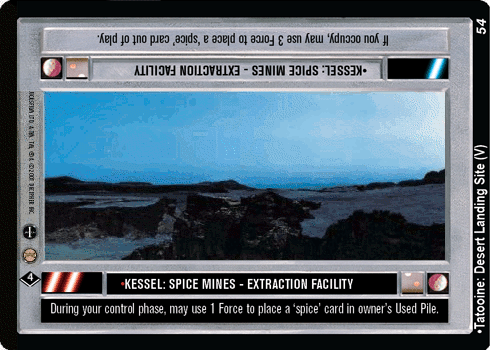 If you occupy, may use 3 Force to place a 'spice' card out of play.
•KESSEL: SPICE MINES - EXTRACTION FACILITY
•KESSEL: SPICE MINES - EXTRACTION FACILITY
4
During your control phase, may use 1 Force to place a 'spice' card in owner's Used Pile.
•Tatooine: Desert Landing Site (V)
54